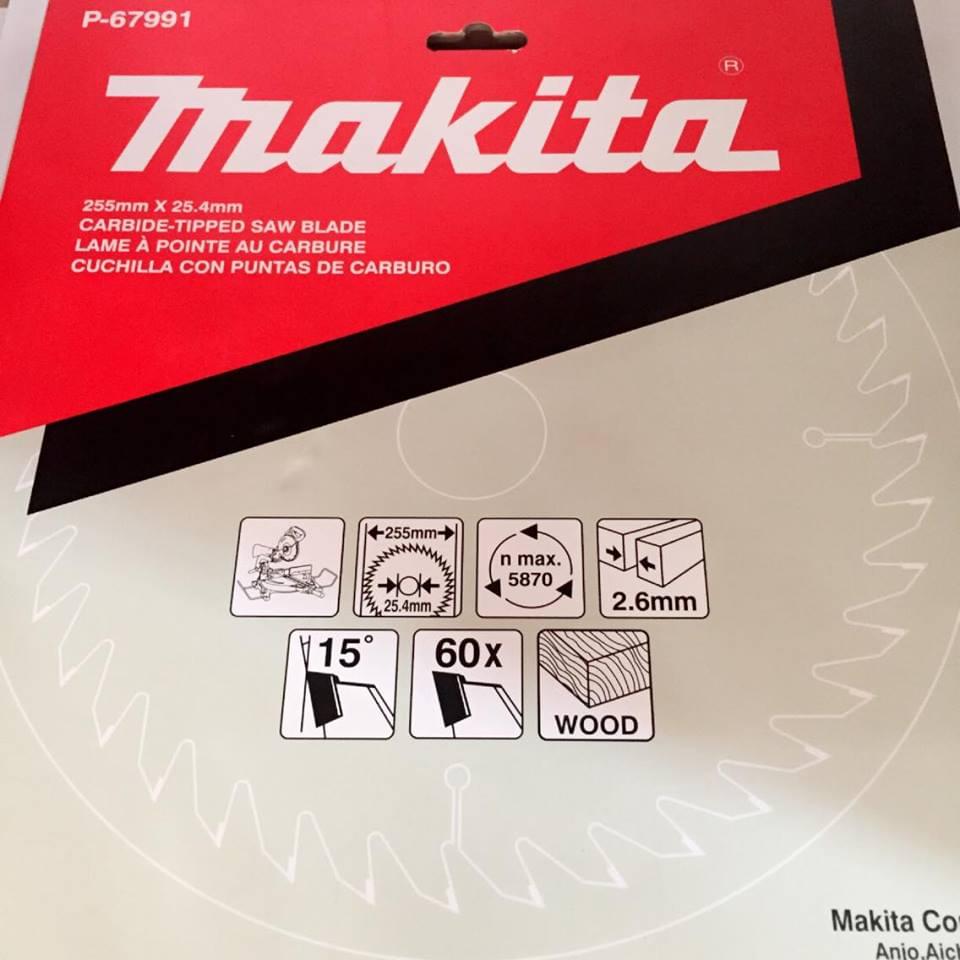 P-67991
makita ®
255mm X 25.4mm
CARBIDE-TIPPED SAW BLADE
LAME À POINTE AU CARBURE
CUCHILLA CON PUNTAS DE CARBURO
255mm
25.4mm
n max.
5870
2.6mm
15°
60x
WOOD
Makita Co
Anjo,Aich